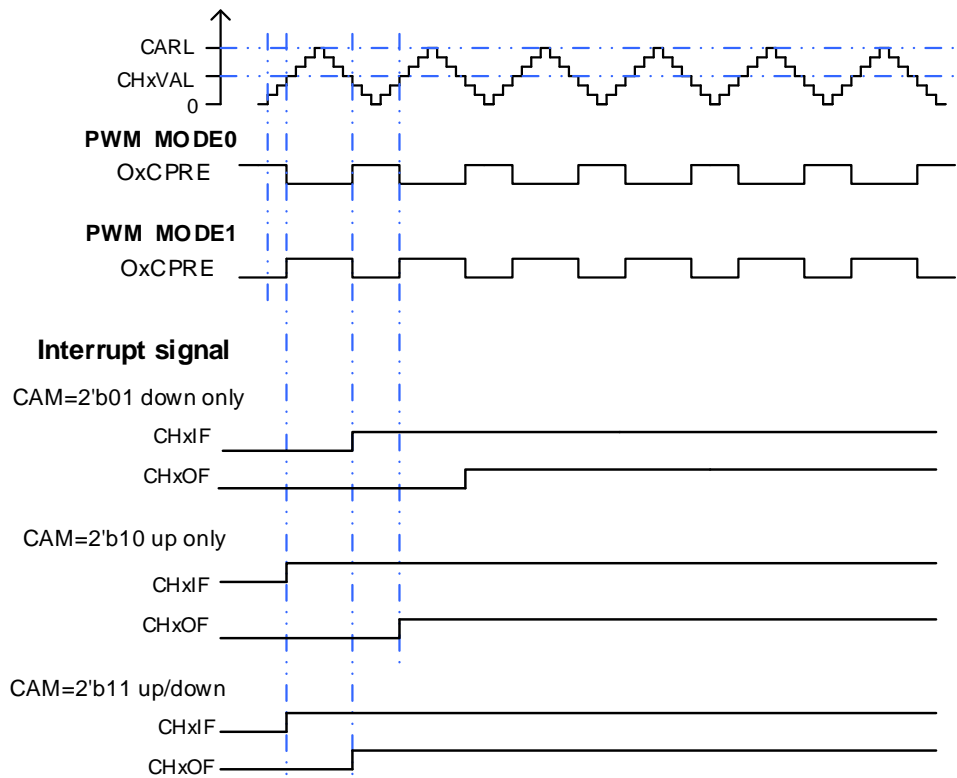 CARL
CHxVAL
0
PWM MODE0
OxCPRE
PWM MODE1
OxCPRE
Interrupt signal
CAM=2'b01 down only
CHxIF
CHxOF
CAM=2'b10 up only
CHxIF
CHxOF
CAM=2'b11 up/down
CHxIF
CHxOF